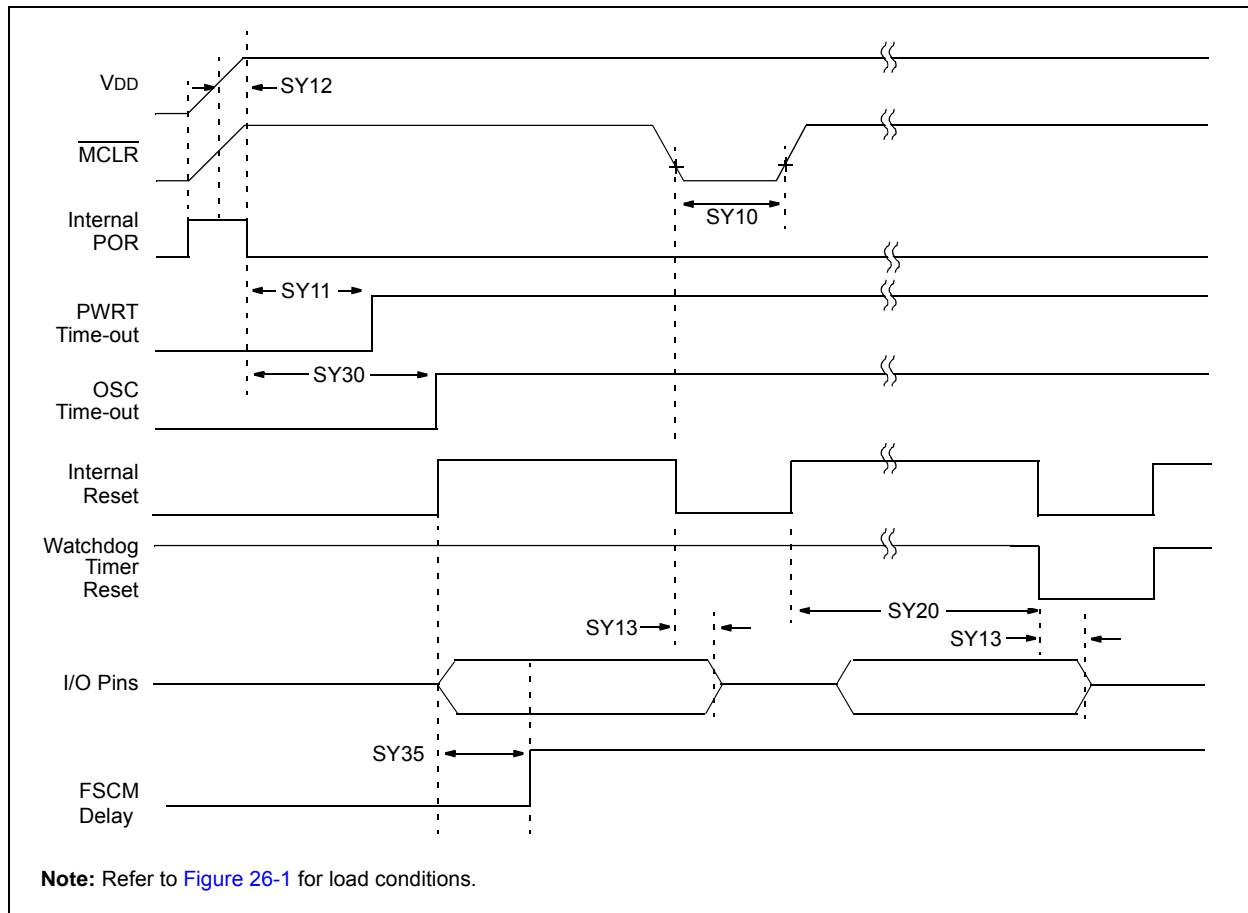 VDD
SY12
MCLR
SY10
Internal
POR
SY11
PWRT
Time-out
SY30
OSC
Time-out
Internal
Reset
Watchdog
Timer
Reset
SY20
SY13
SY13
I/O Pins
SY35
FSCM
Delay
Note: Refer to Figure 26-1 for load conditions.